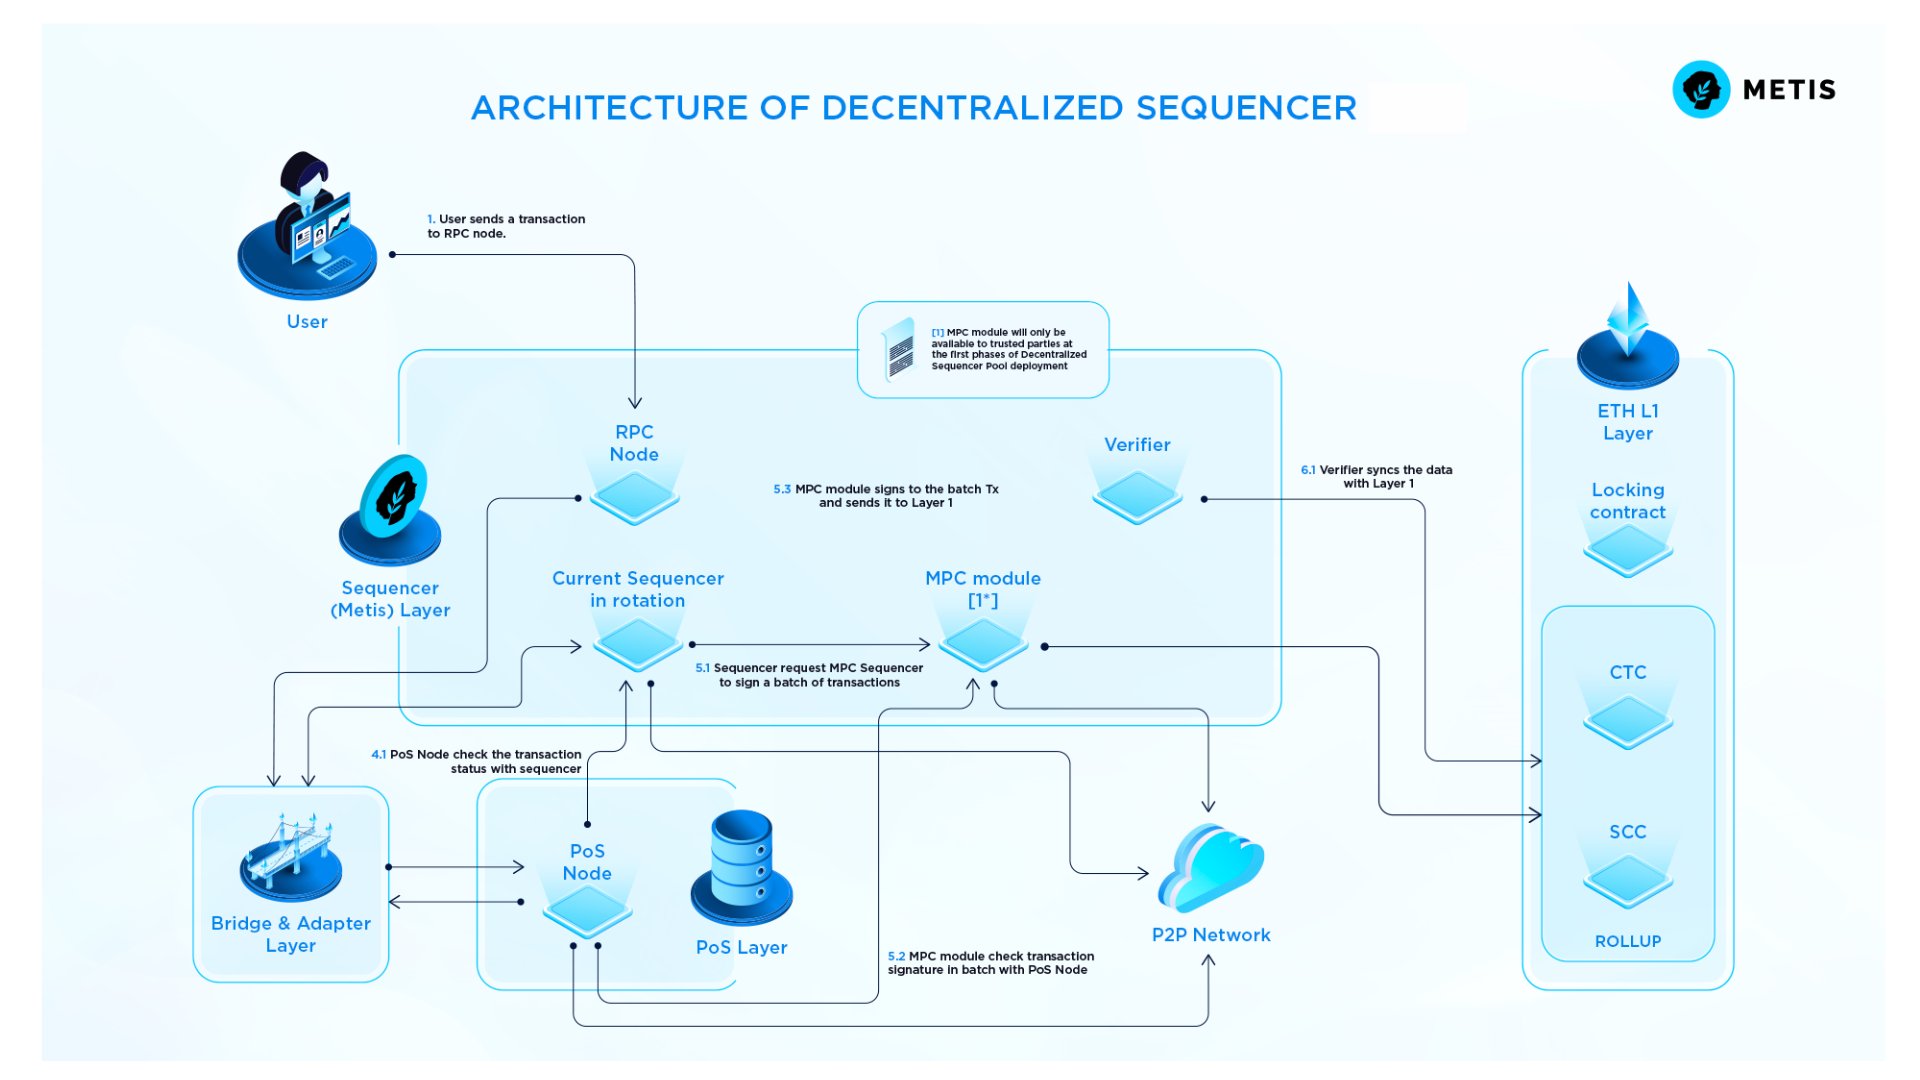 ARCHITECTURE OF DECENTRALIZED SEQUENCER
METIS
1. User sends a transaction
to RPC node.
User
[1] MPC module will only be
available to trusted parties at
the first phases of Decentralized
Sequencer Pool deployment
ETH L1
Layer
RPC
Node
Verifier
6.1 Verifier syncs the data
with Layer 1
5.3 MPC module signs to the batch Tx
and sends it to Layer 1
Locking
contract
Sequencer
(Metis) Layer
Current Sequencer
in rotation
MPC module
[1*]
5.1 Sequencer request MPC Sequencer
to sign a batch of transactions
CTC
4.1 PoS Node check the transaction
status with sequencer
SCC
PoS
Node
Bridge & Adapter
Layer
PoS Layer
P2P Network
ROLLUP
5.2 MPC module check transaction
signature in batch with PoS Node